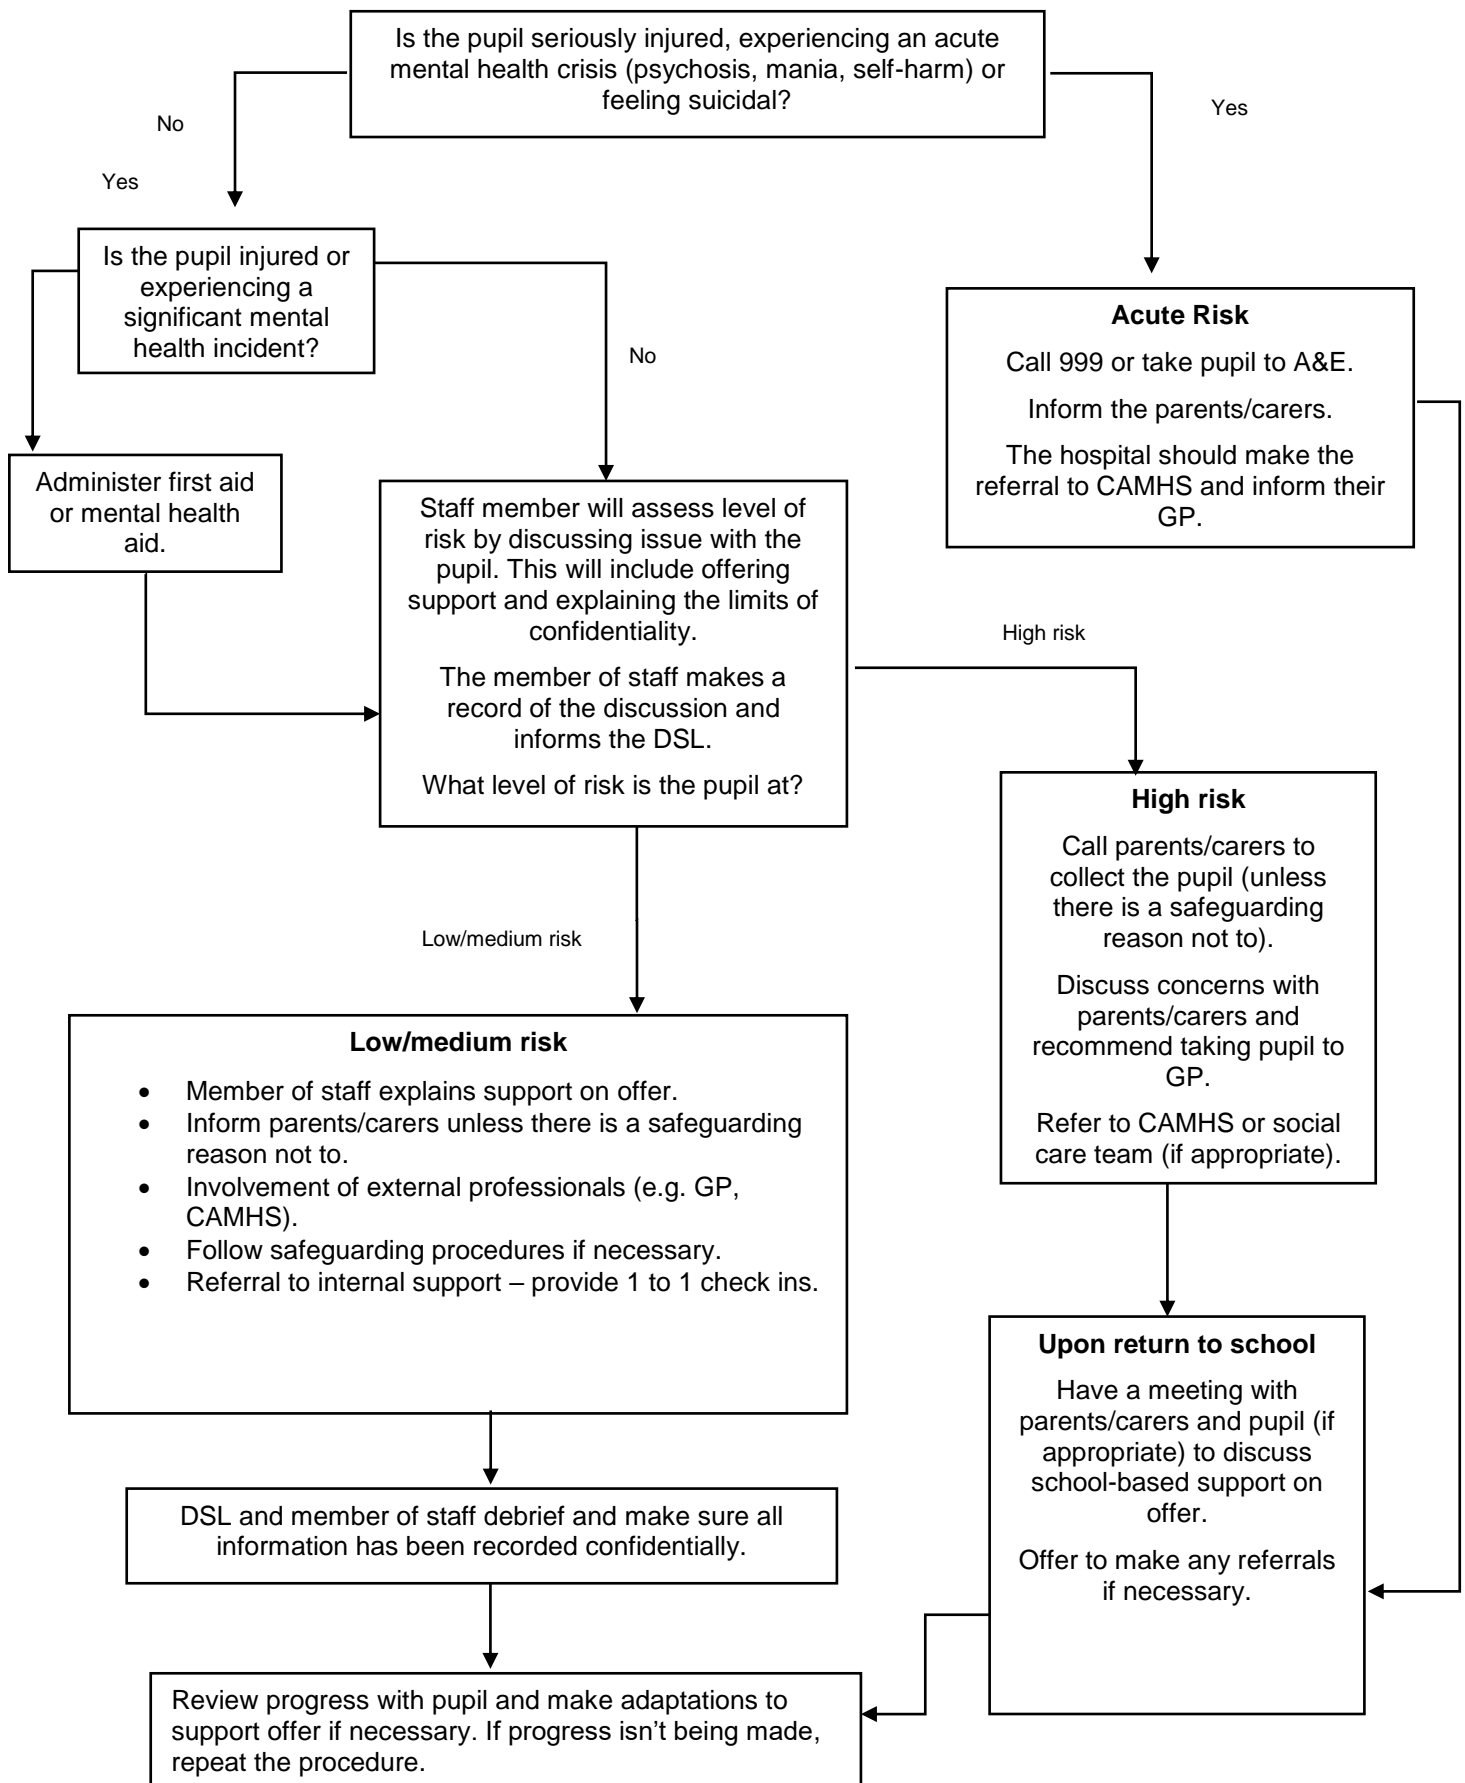 Is the pupil seriously injured, experiencing an acute
mental health crisis (psychosis, mania, self-harm) or
feeling suicidal?
No
Yes
Yes
Is the pupil injured or
experiencing a
significant mental
health incident?
No
Acute Risk
Call 999 or take pupil to A&E.
Inform the parents/carers.
The hospital should make the
referral to CAMHS and inform their
GP.
Administer first aid
or mental health
aid.
Staff member will assess level of
risk by discussing issue with the
pupil. This will include offering
support and explaining the limits of
confidentiality.
The member of staff makes a
record of the discussion and
informs the DSL.
What level of risk is the pupil at?
High risk
High risk
Call parents/carers to
collect the pupil (unless
there is a safeguarding
reason not to).
Discuss concerns with
parents/carers and
recommend taking pupil to
GP.
Refer to CAMHS or social
care team (if appropriate).
Low/medium risk
Low/medium risk
• Member of staff explains support on offer.
• Inform parents/carers unless there is a safeguarding
reason not to.
• Involvement of external professionals (e.g. GP,
CAMHS).
• Follow safeguarding procedures if necessary.
• Referral to internal support – provide 1 to 1 check ins.
Upon return to school
Have a meeting with
parents/carers and pupil (if
appropriate) to discuss
school-based support on
offer.
Offer to make any referrals
if necessary.
DSL and member of staff debrief and make sure all
information has been recorded confidentially.
Review progress with pupil and make adaptations to
support offer if necessary. If progress isn’t being made,
repeat the procedure.